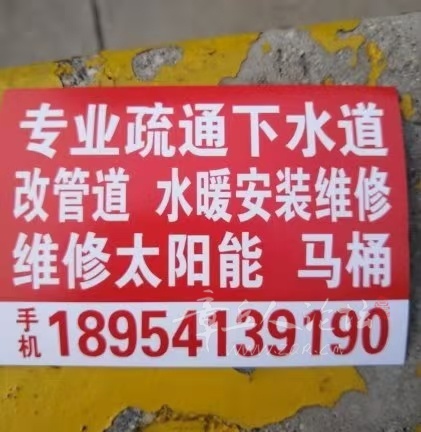 专业疏通下水道
改管道 水暖安装维修
维修太阳能 马桶
手机 18954139190